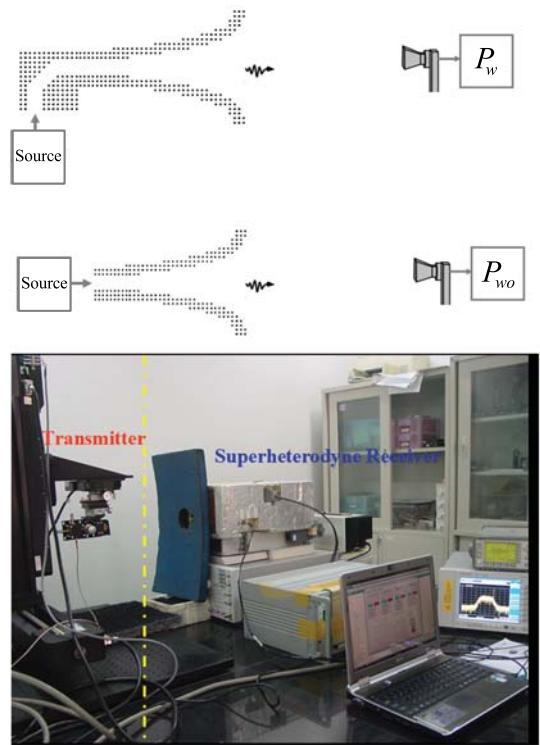 P_w
Source
Source
P_wo
Transmitter
Superheterodyne Receiver